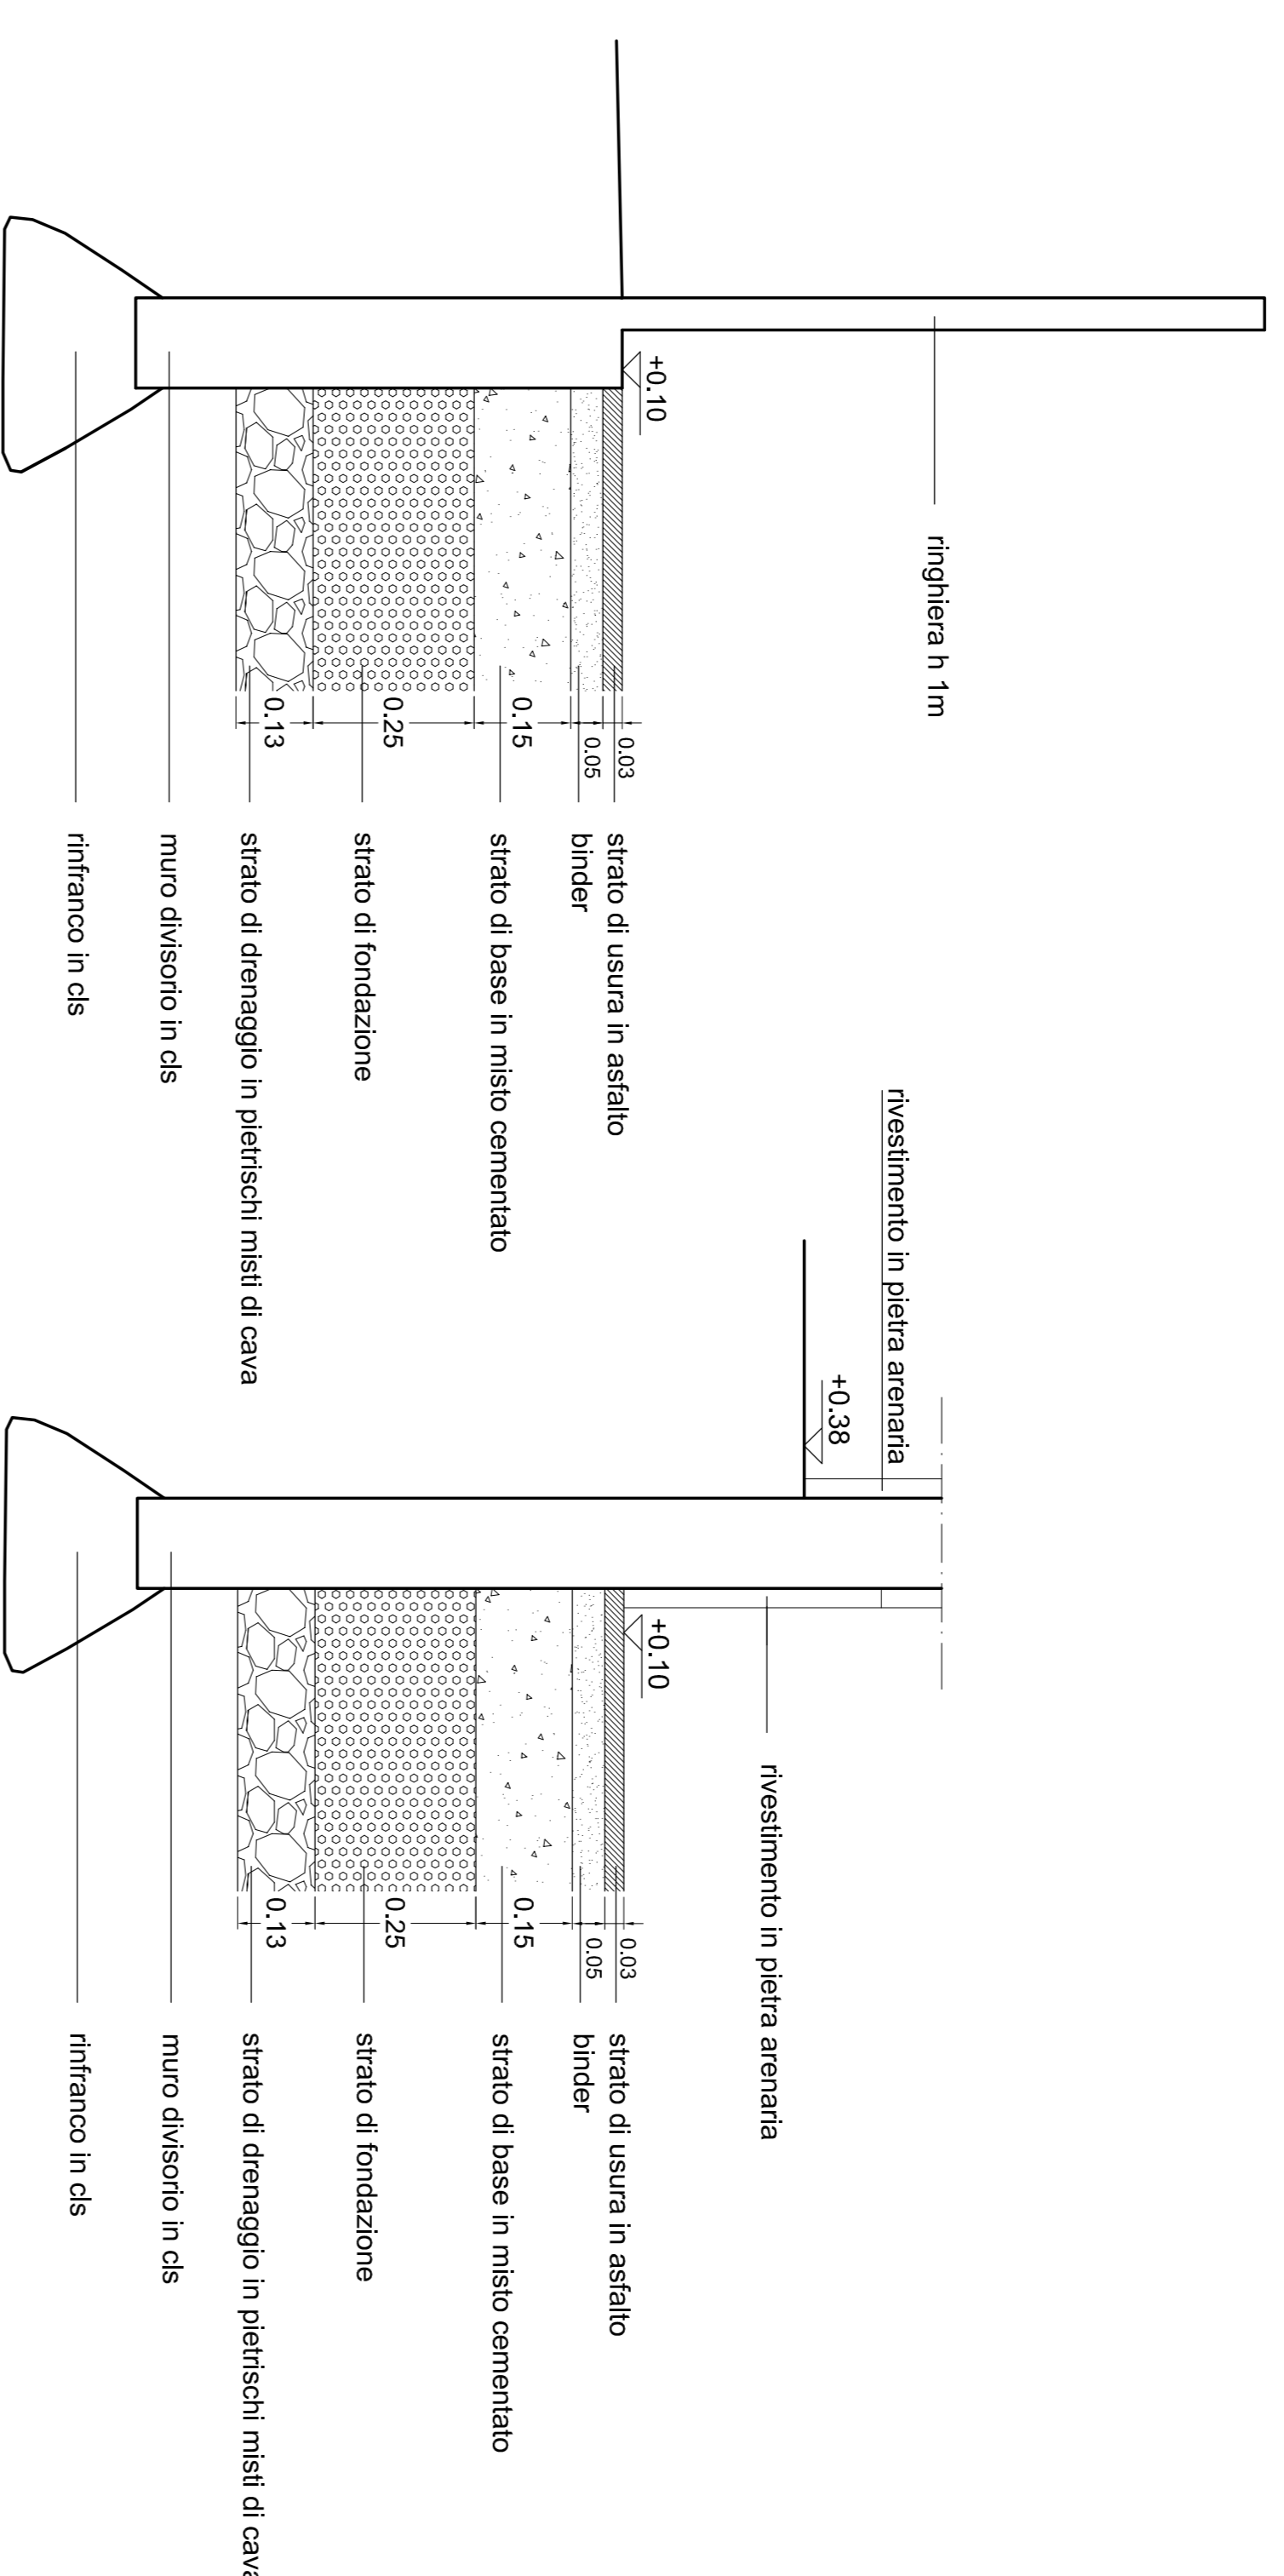 ringhiera h 1m
+0.10
0.03
0.05
0.15
0.25
0.13
strato di usura in asfalto
binder
strato di base in misto cementato
strato di fondazione
strato di drenaggio in pietrischi misti di cava
muro divisorio in cls
rinfranco in cls
rivestimento in pietra arenaria
+0.38
rivestimento in pietra arenaria
+0.10
0.03
0.05
0.15
0.25
0.13
strato di usura in asfalto
binder
strato di base in misto cementato
strato di fondazione
strato di drenaggio in pietrischi misti di cava
muro divisorio in cls
rinfranco in cls